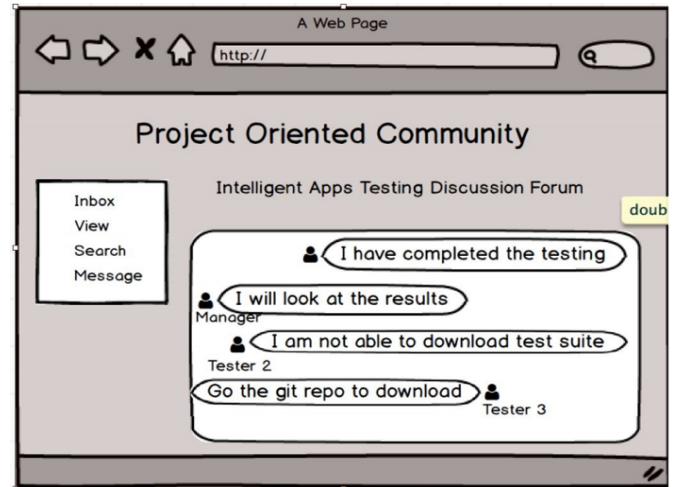 A Web Page
http://
Project Oriented Community
Intelligent Apps Testing Discussion Forum
doub
Inbox
View
Search
Message
I have completed the testing
I will look at the results
Manager
I am not able to download test suite
Tester 2
Go the git repo to download
Tester 3